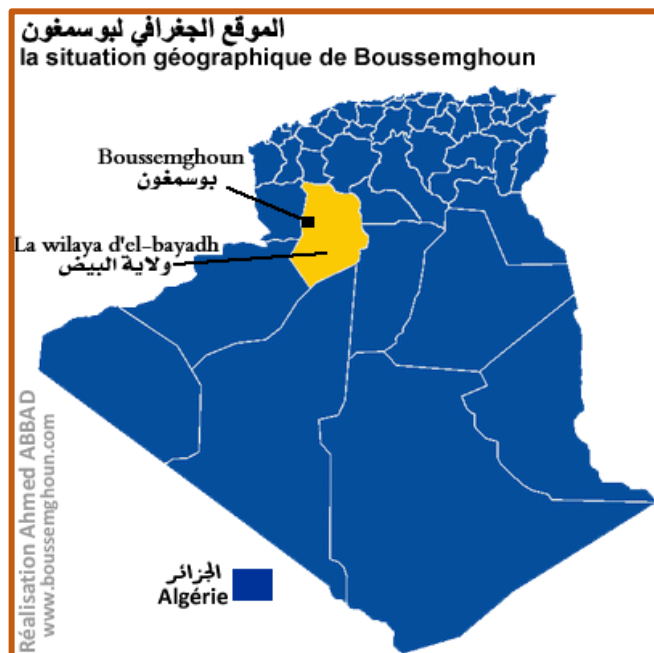 الموقع الجغرافي لبوسمغون
la situation géographique de Boussemghoun
Boussemghoun
بوسمغون
La wilaya d'el-bayadh
ولاية البيض
الجزائر
Algérie
Réalisation Ahmed ABBAD
www.boussemghoun.com